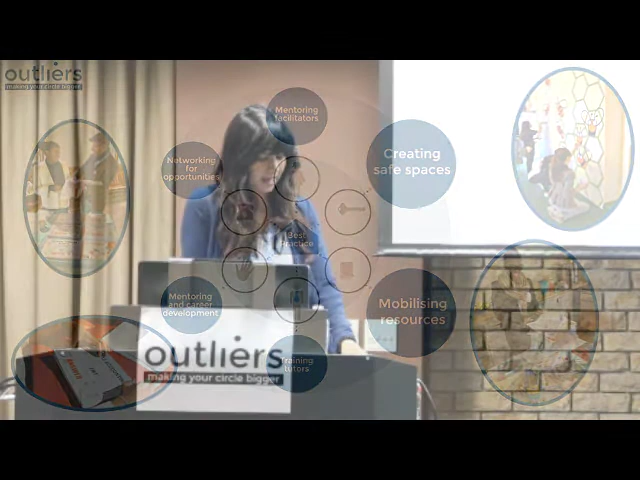 outliers
making your circle bigger
Mentoring
facilitators
Networking
for
opportunities
Creating
safe spaces
Best
Practice
Mentoring
and career
development
Mobilising
resources
outliers
making your circle bigger
Training
tutors